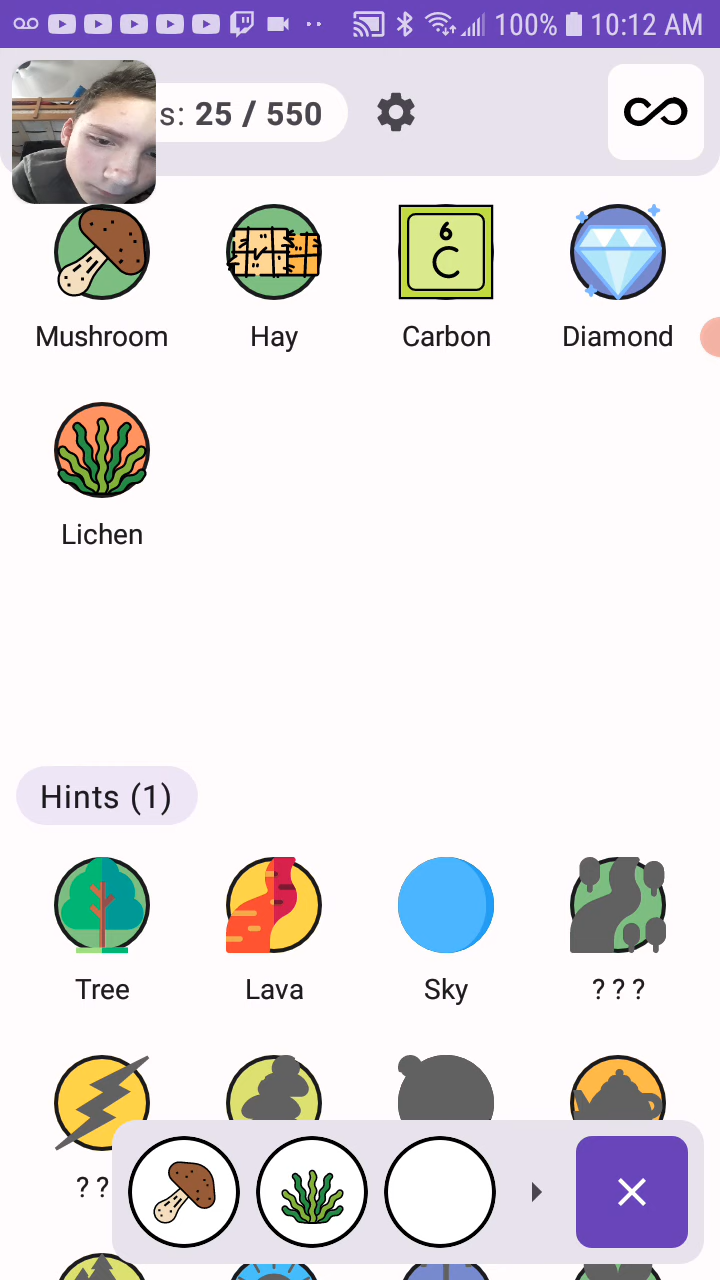 100% 10:12 AM
s: 25 / 550
Mushroom Hay Carbon Diamond
6
C
Lichen
Hints (1)
Tree Lava Sky ???
??